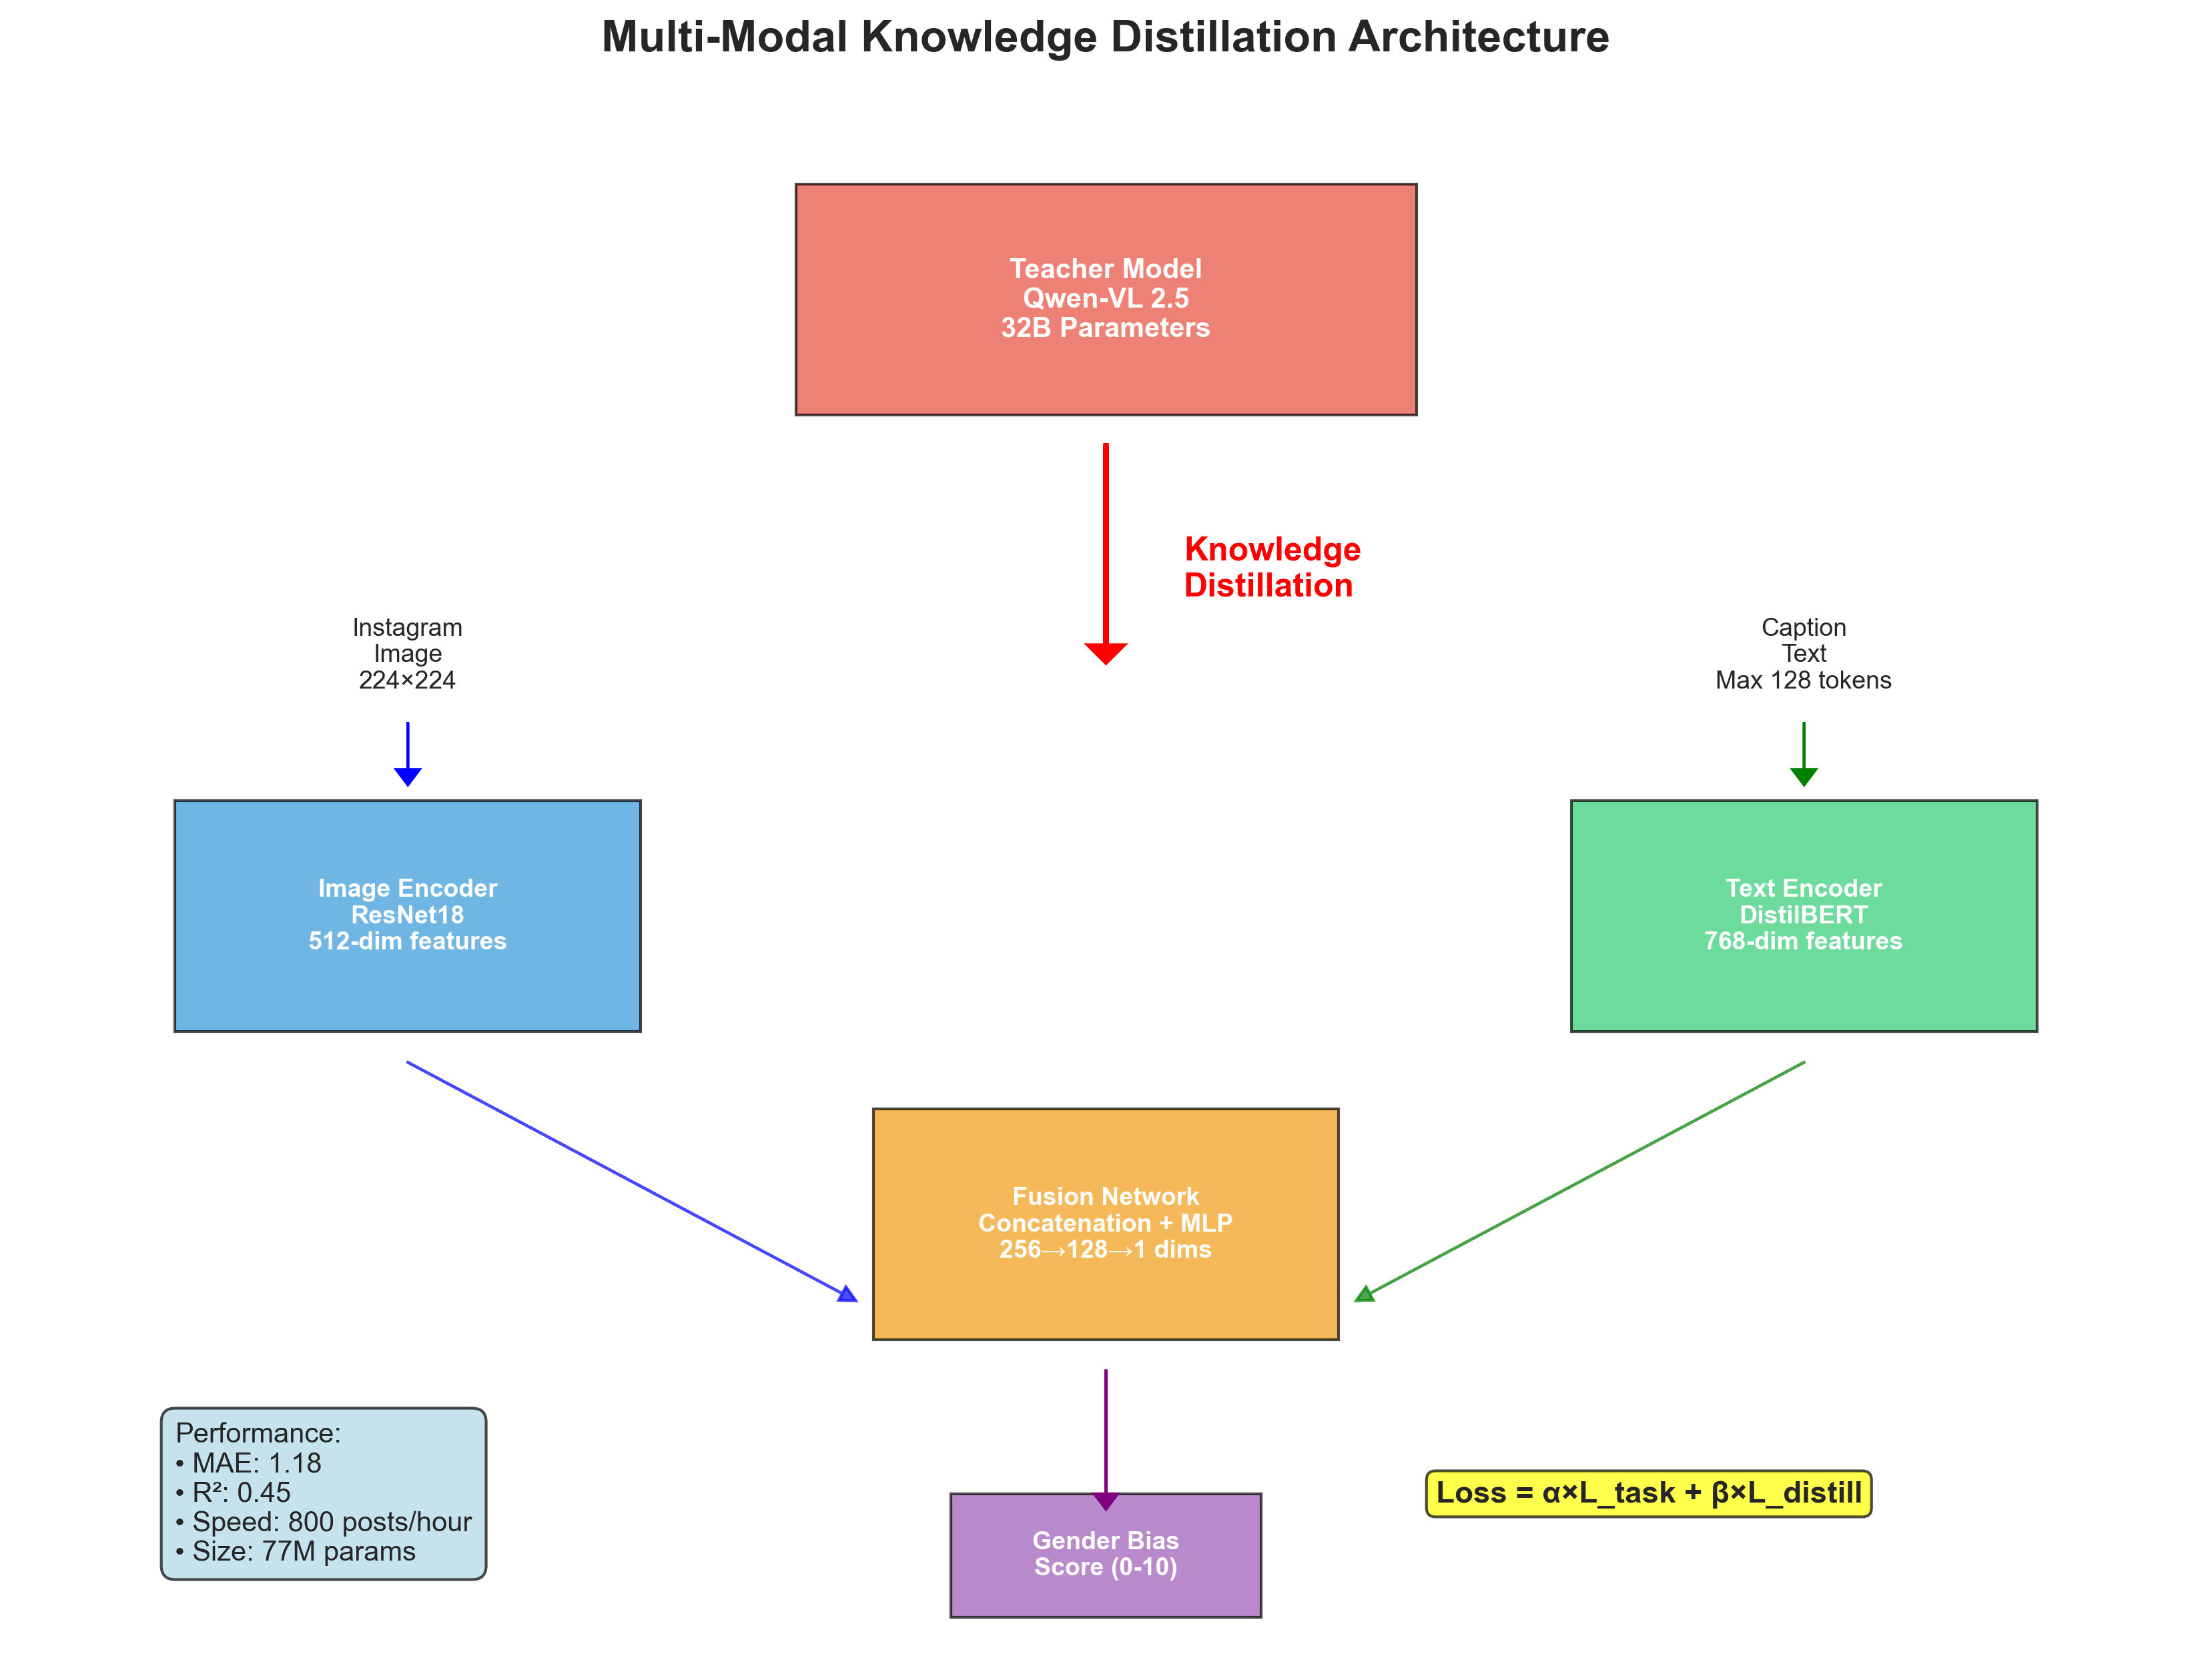 Multi-Modal Knowledge Distillation Architecture
Teacher Model
Qwen-VL 2.5
32B Parameters
Knowledge
Distillation
Instagram
Image
224×224
Caption
Text
Max 128 tokens
Image Encoder
ResNet18
512-dim features
Text Encoder
DistilBERT
768-dim features
Fusion Network
Concatenation + MLP
256→128→1 dims
Performance:
• MAE: 1.18
• R²: 0.45
• Speed: 800 posts/hour
• Size: 77M params
Loss = α×L_task + β×L_distill
Gender Bias
Score (0-10)